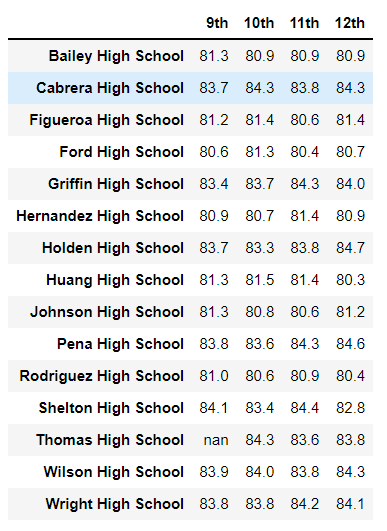 9th 10th 11th 12th
Bailey High School 81.3 80.9 80.9 80.9
Cabrera High School 83.7 84.3 83.8 84.3
Figueroa High School 81.2 81.4 80.6 81.4
Ford High School 80.6 81.3 80.4 80.7
Griffin High School 83.4 83.7 84.3 84.0
Hernandez High School 80.9 80.7 81.4 80.9
Holden High School 83.7 83.3 83.8 84.7
Huang High School 81.3 81.5 81.4 80.3
Johnson High School 81.3 80.8 80.6 81.2
Pena High School 83.8 83.6 84.3 84.6
Rodriguez High School 81.0 80.6 80.9 80.4
Shelton High School 84.1 83.4 84.4 82.8
Thomas High School nan 84.3 83.6 83.8
Wilson High School 83.9 84.0 83.8 84.3
Wright High School 83.8 83.8 84.2 84.1